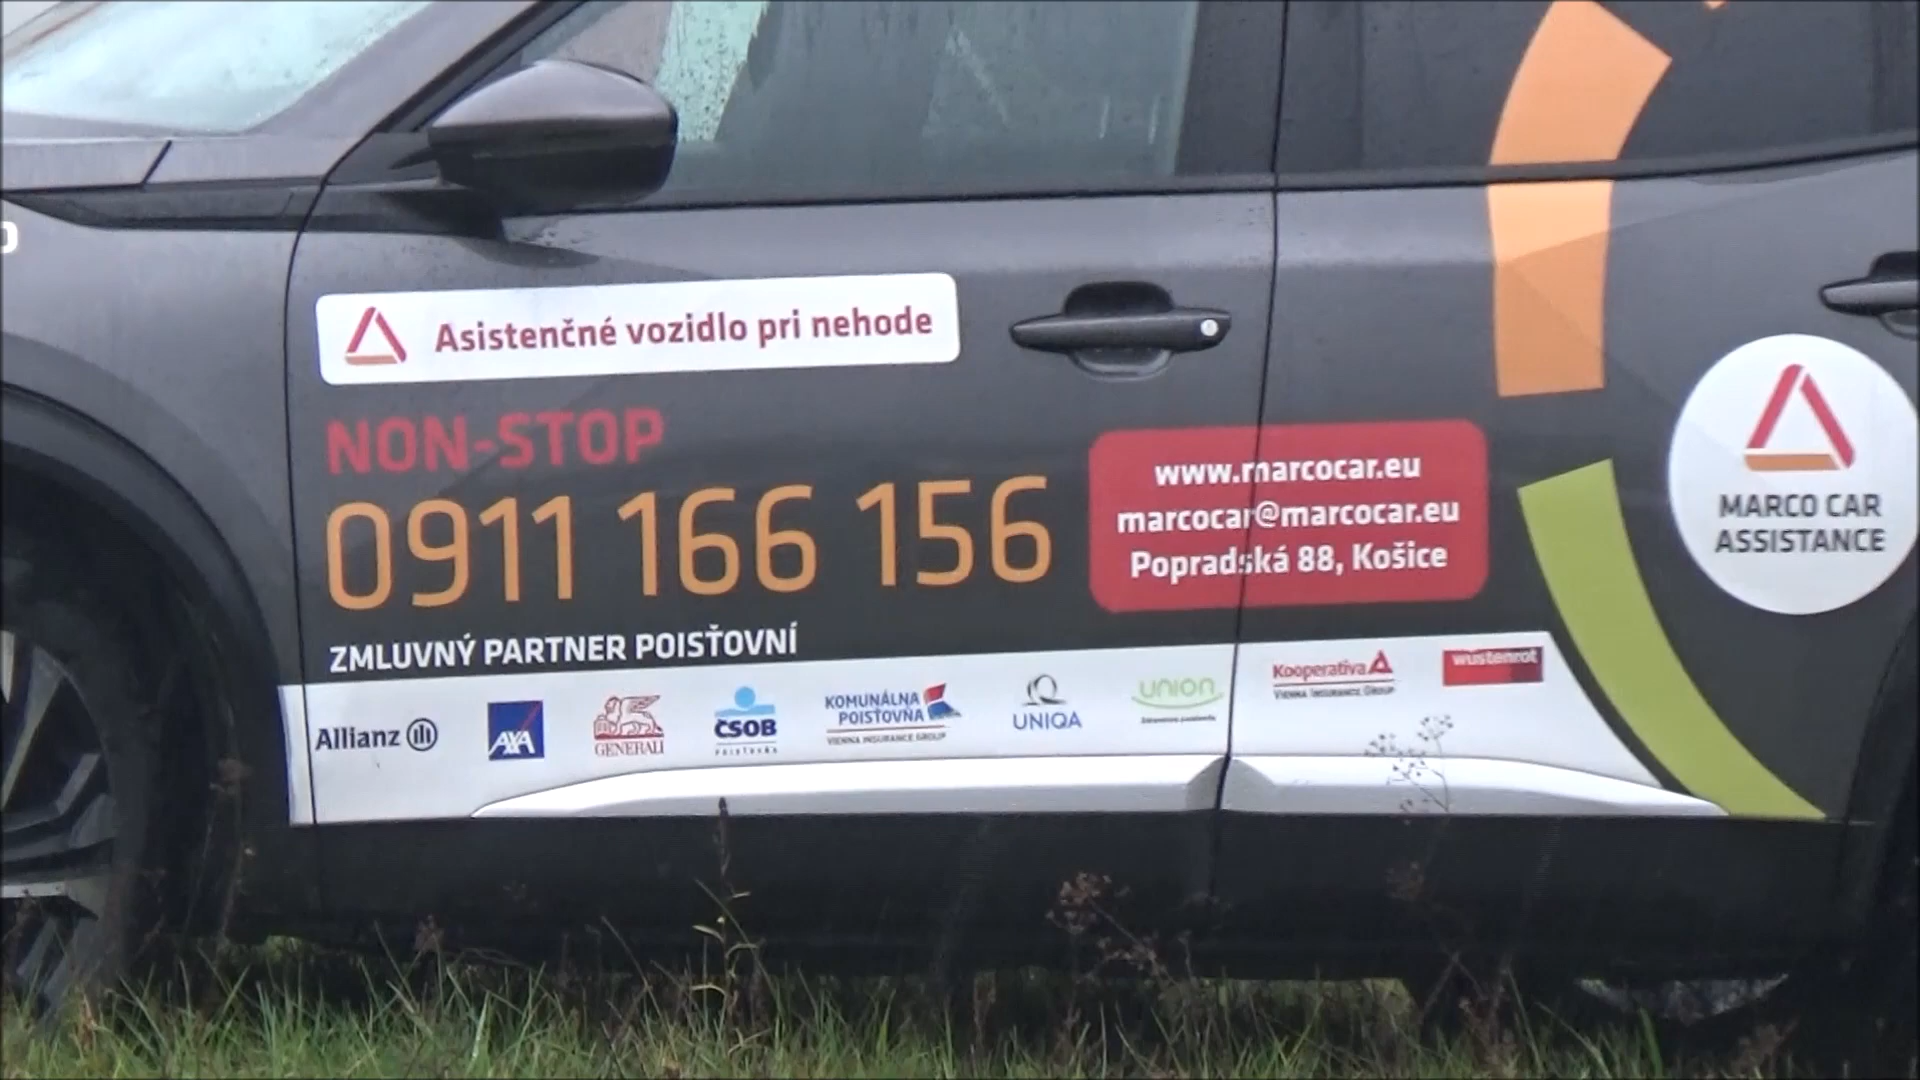 Asistenčné vozidlo pri nehode
NON-STOP
0911 166 156
www.marcocar.eu
marcocar@marcocar.eu
Popradská 88, Košice
MARCO CAR
ASSISTANCE
ZMLUVNÝ PARTNER POISŤOVNÍ
Allianz
AXA
GENERALI
ČSOB
POISŤOVŇA
KOMUNÁLNA
POISŤOVŇA
VIENNA INSURANCE GROUP
UNIQA
UNION
Kooperativa
VIENNA INSURANCE GROUP
wustenrot